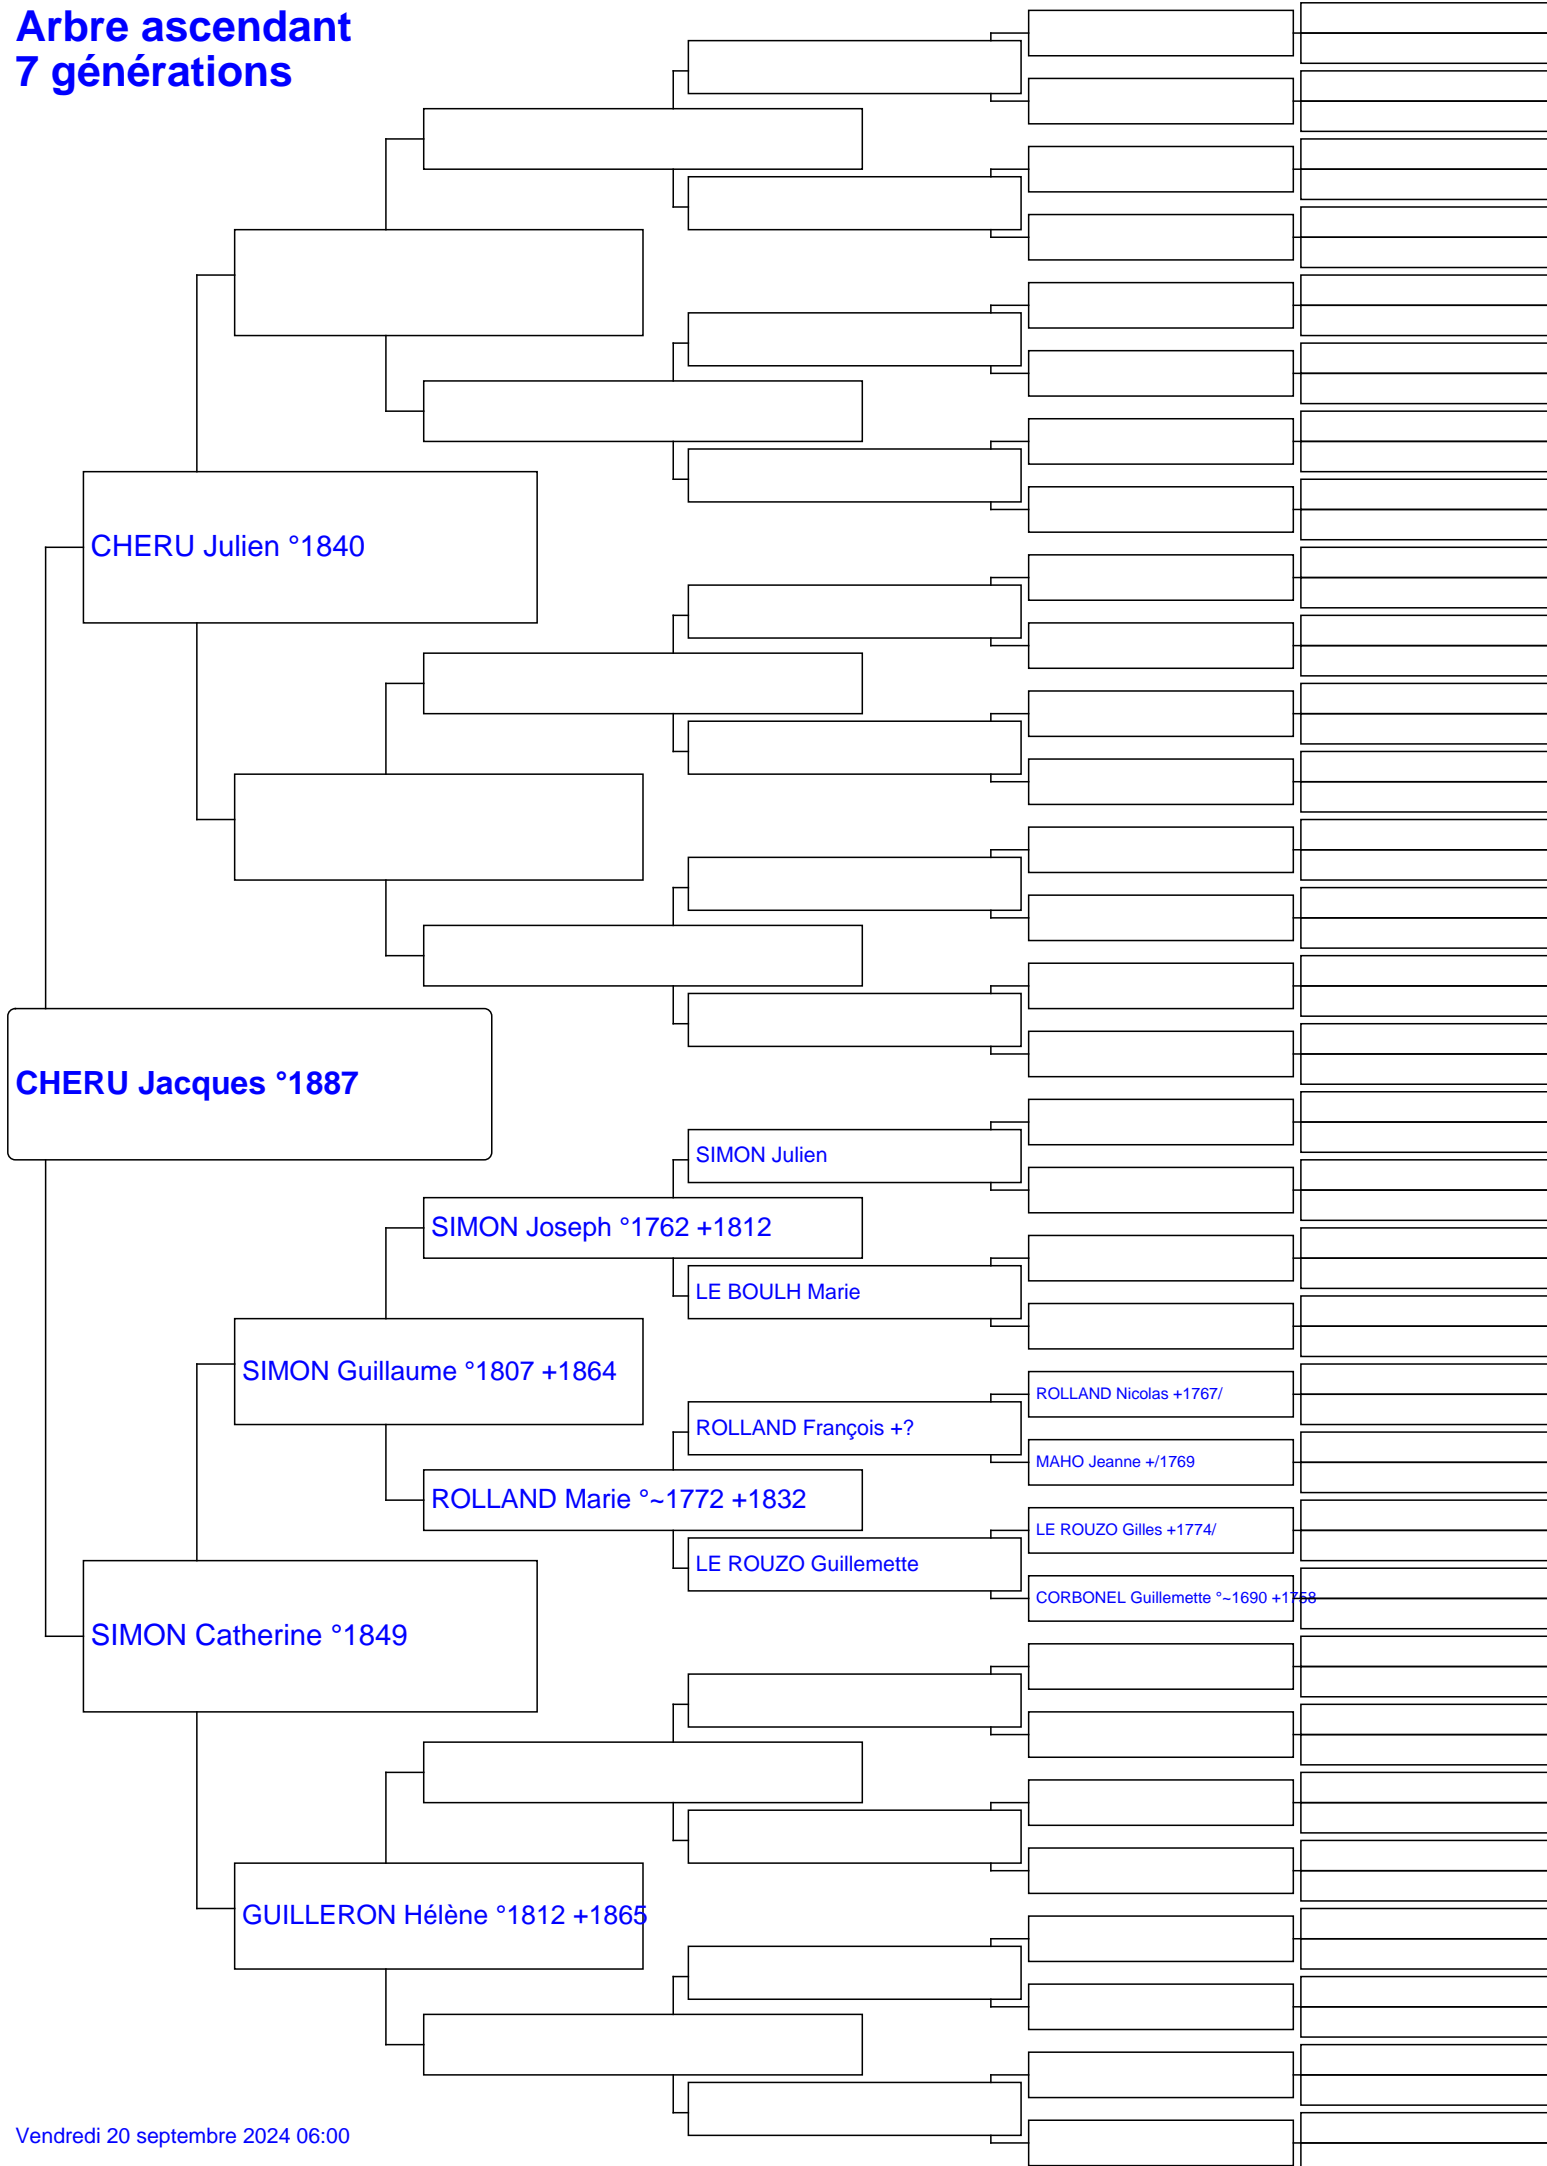 Arbre ascendant
7 générations
CHERU Julien °1840
CHERU Jacques °1887
SIMON Julien
SIMON Joseph °1762 +1812
LE BOULH Marie
SIMON Guillaume °1807 +1864
ROLLAND Nicolas +1767/
ROLLAND François +?
MAHO Jeanne +/1769
ROLLAND Marie °~1772 +1832
LE ROUZO Gilles +1774/
LE ROUZO Guillemette
CORBONEL Guillemette °~1690 +1758
SIMON Catherine °1849
GUILLERON Hélène °1812 +1865
Vendredi 20 septembre 2024 06:00